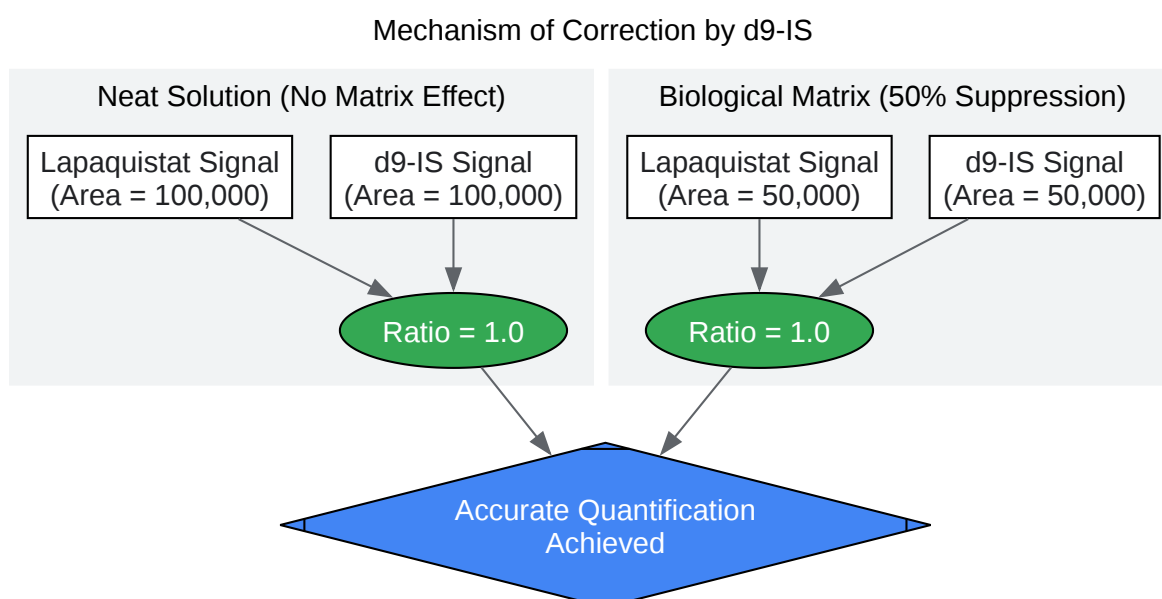 Mechanism of Correction by d9-IS
Neat Solution (No Matrix Effect)
Lapaquistat Signal
(Area = 100,000)
d9-IS Signal
(Area = 100,000)
Ratio = 1.0
Biological Matrix (50% Suppression)
Lapaquistat Signal
(Area = 50,000)
d9-IS Signal
(Area = 50,000)
Ratio = 1.0
Accurate Quantification
Achieved